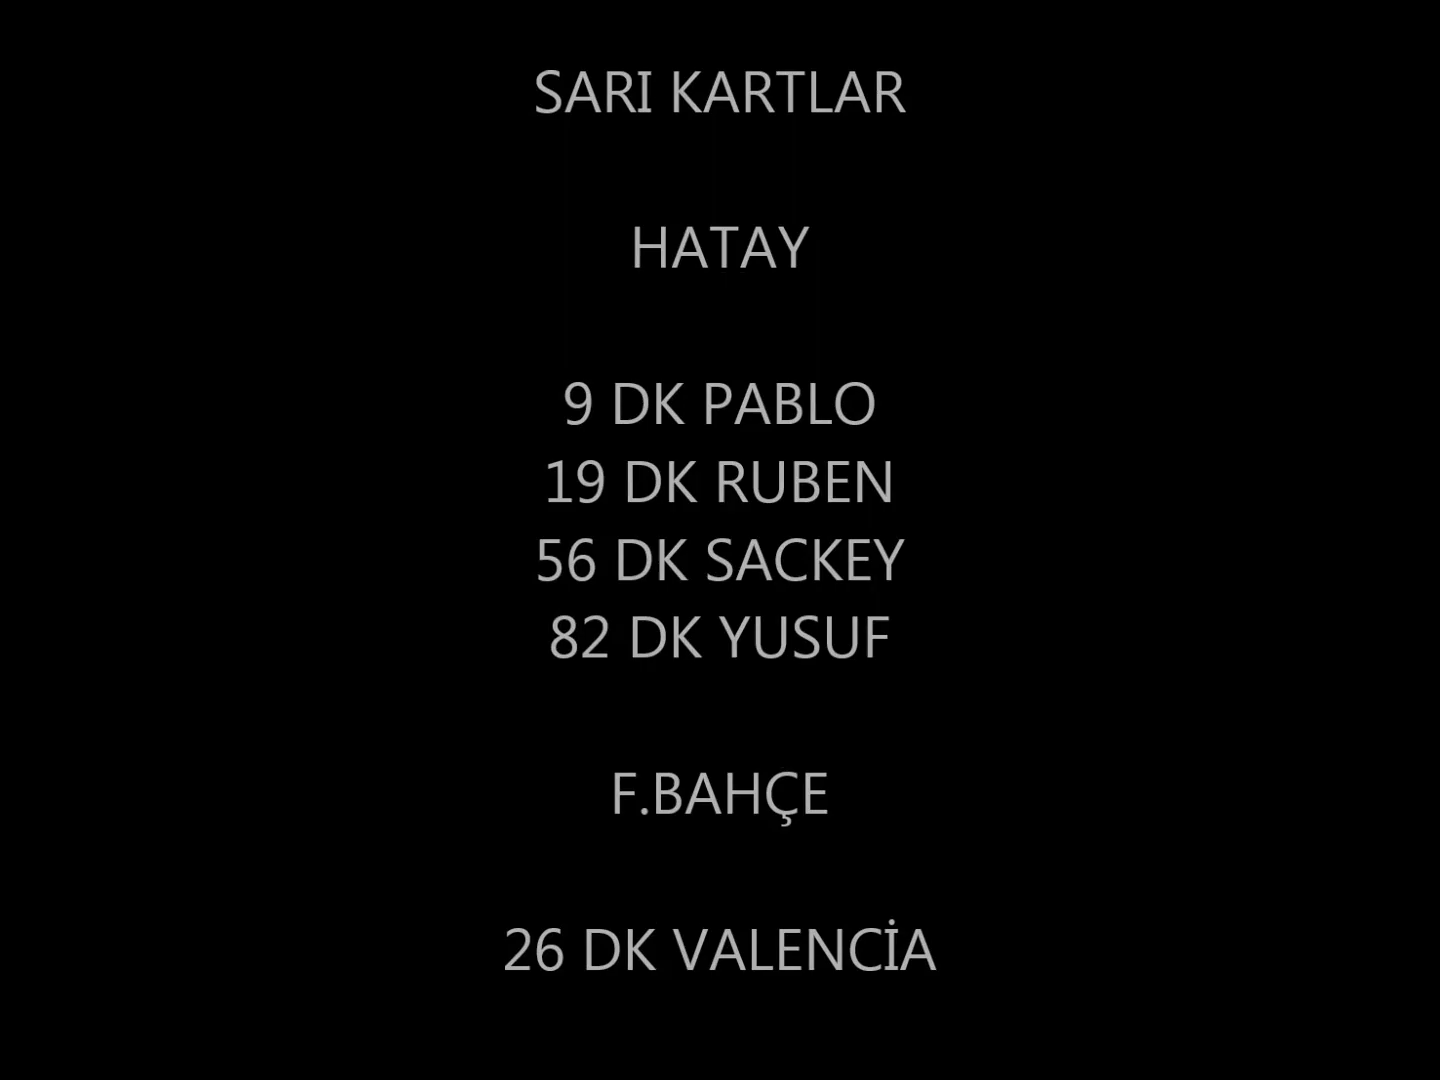 SARI KARTLAR
HATAY
9 DK PABLO
19 DK RUBEN
56 DK SACKEY
82 DK YUSUF
F.BAHÇE
26 DK VALENCİA